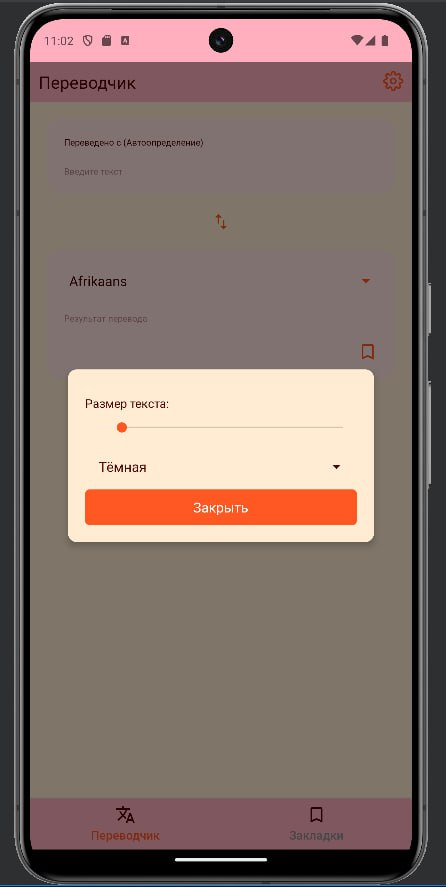 11:02
Переводчик
Переведено с (Автоопределение)
Введите текст
Afrikaans
Результат перевода
Размер текста:
Тёмная
Закрыть
Переводчик
Закладки